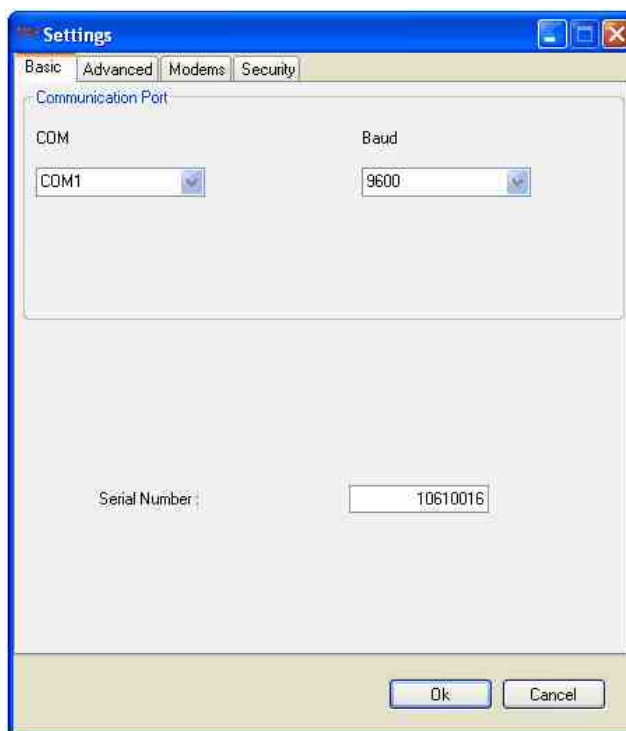 Settings
Basic Advanced Modems Security
Communication Port
COM Baud
COM1 9600
Serial Number : 10610016
Ok Cancel